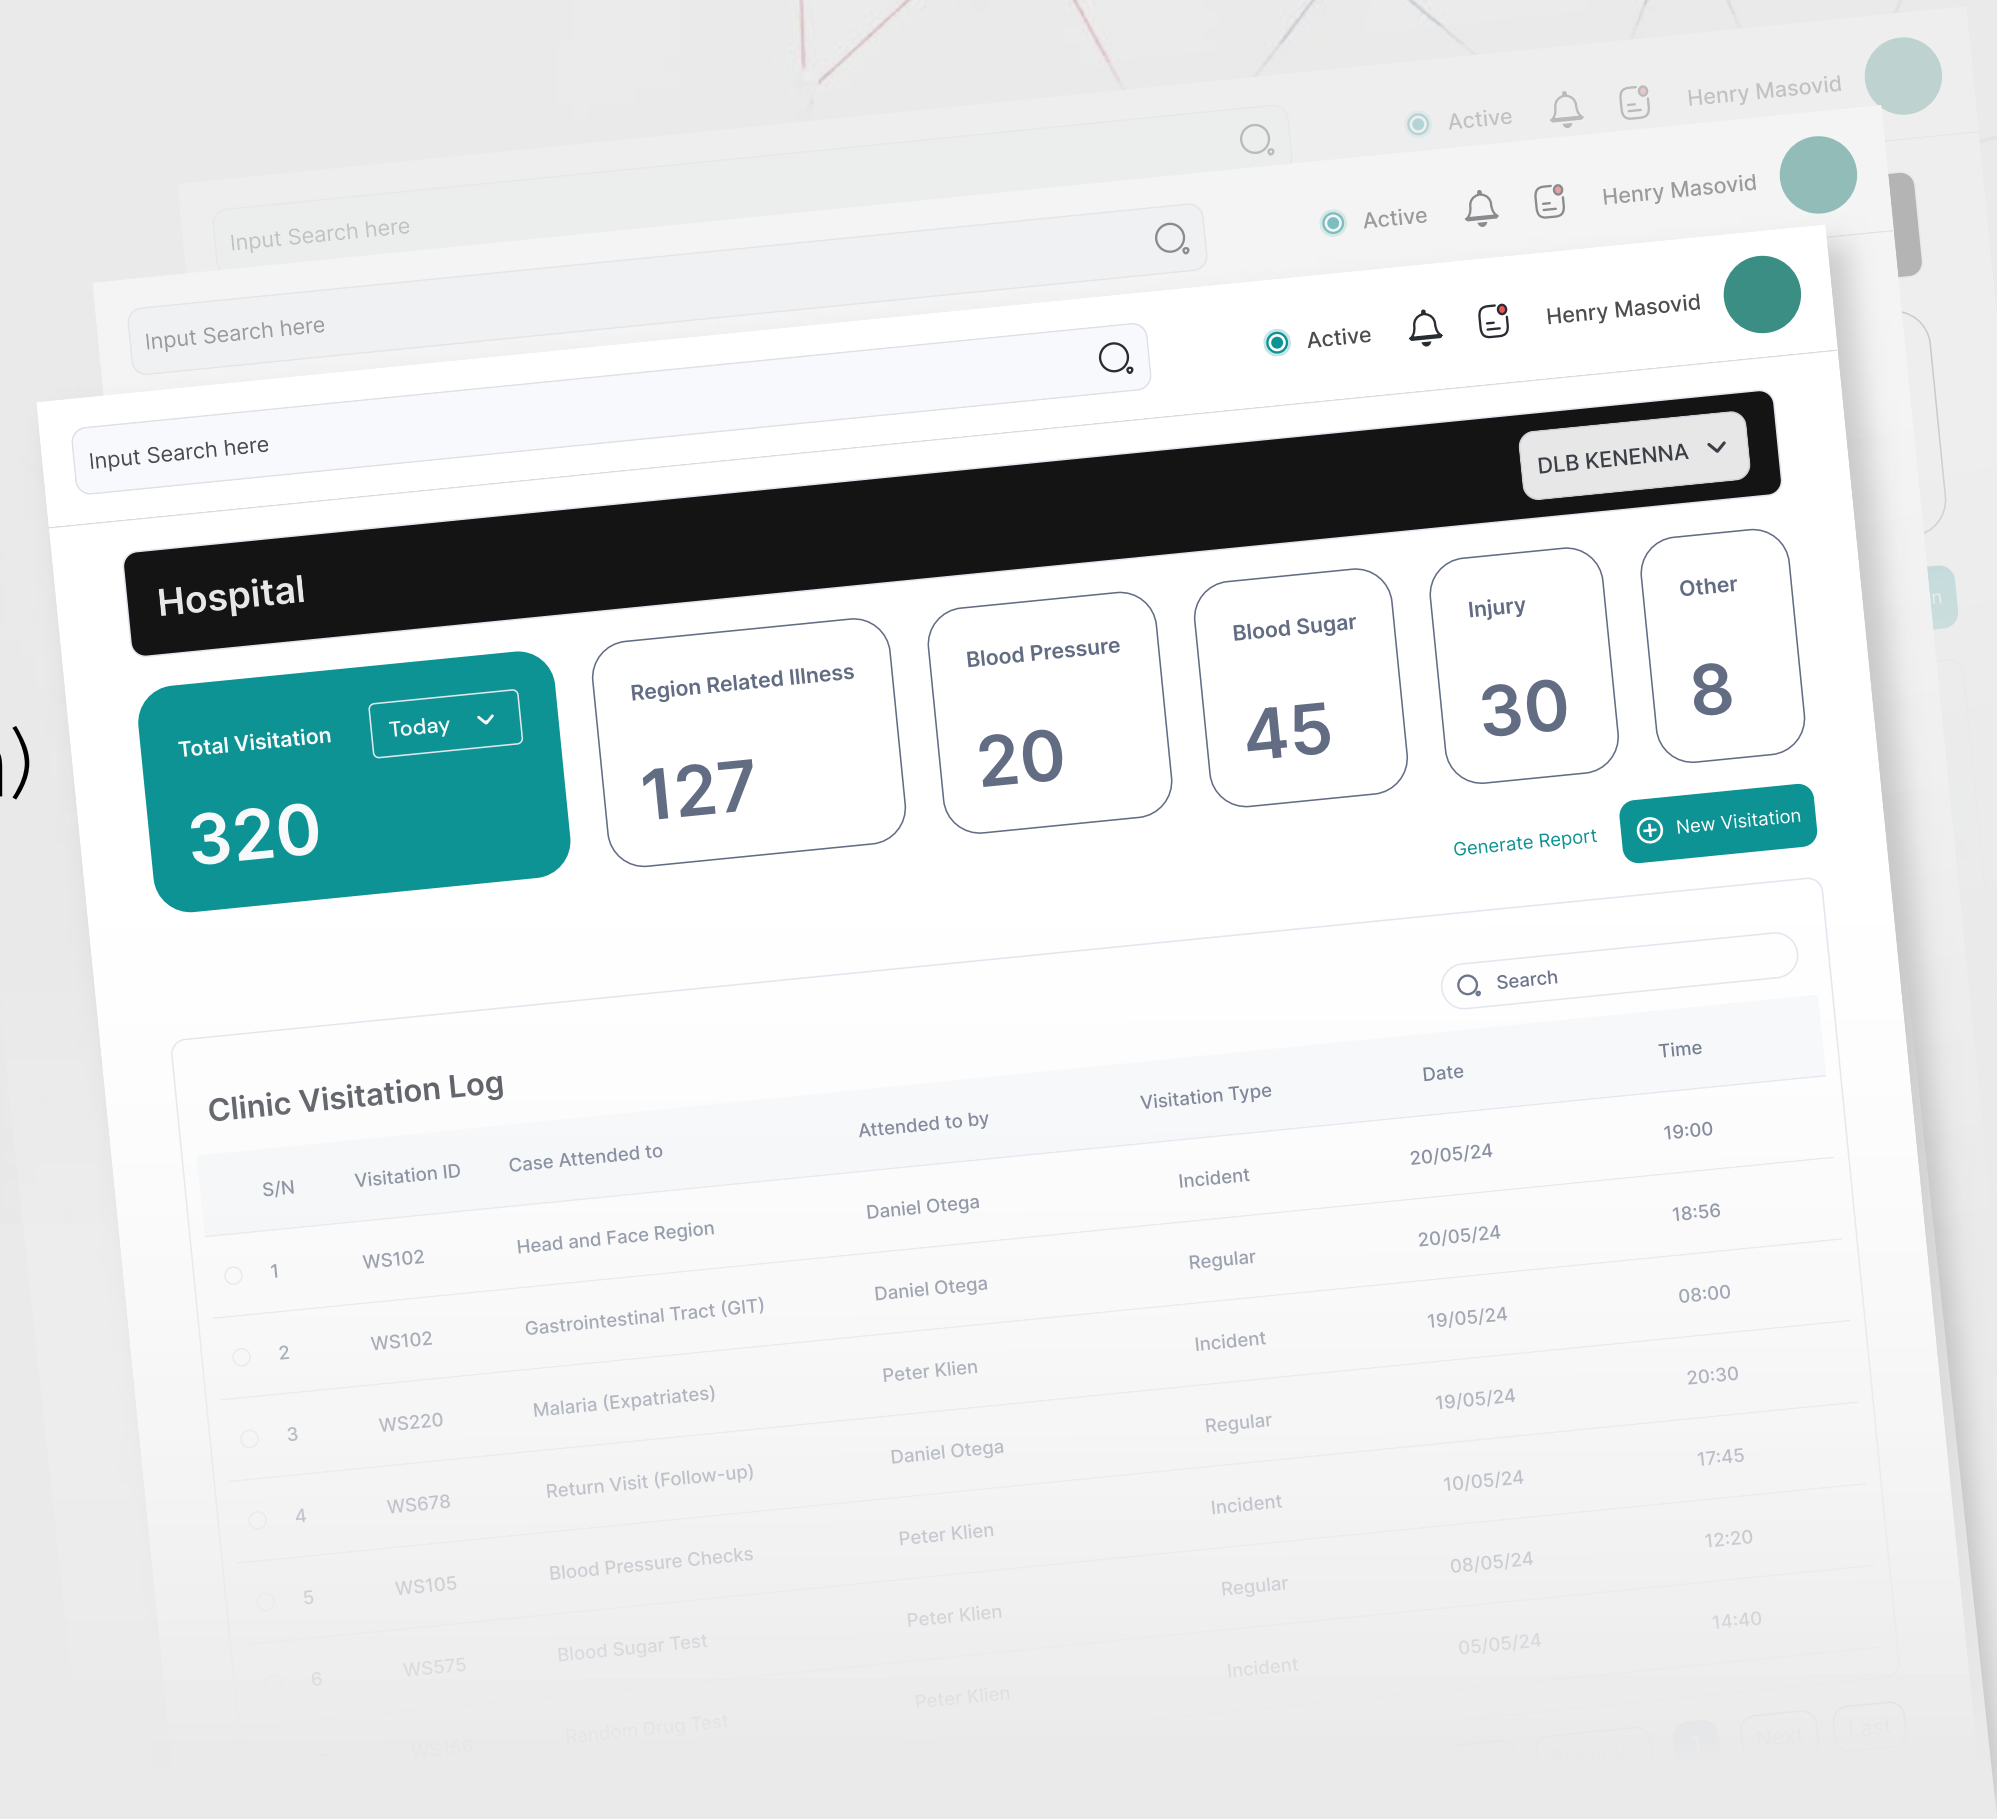 Input Search here
Active
Henry Masovid
Input Search here
Active
Henry Masovid
Input Search here
Active
Henry Masovid
Hospital
DLB KENENNA
Total Visitation
Today
320
Region Related Illness
127
Blood Pressure
20
Blood Sugar
45
Injury
30
Other
8
)
Generate Report
New Visitation
Search
Clinic Visitation Log
S/N Visitation ID Case Attended to Attended to by Visitation Type Date Time
1 WS102 Head and Face Region Daniel Otega Incident 20/05/24 19:00
2 WS102 Gastrointestinal Tract (GIT) Daniel Otega Regular 20/05/24 18:56
3 WS220 Malaria (Expatriates) Peter Klien Incident 19/05/24 08:00
4 WS678 Return Visit (Follow-up) Daniel Otega Regular 19/05/24 20:30
5 WS105 Blood Pressure Checks Peter Klien Incident 10/05/24 17:45
6 WS575 Blood Sugar Test Peter Klien Regular 08/05/24 12:20
Random Drug Test Peter Klien Incident 05/05/24 14:40
Next
Last